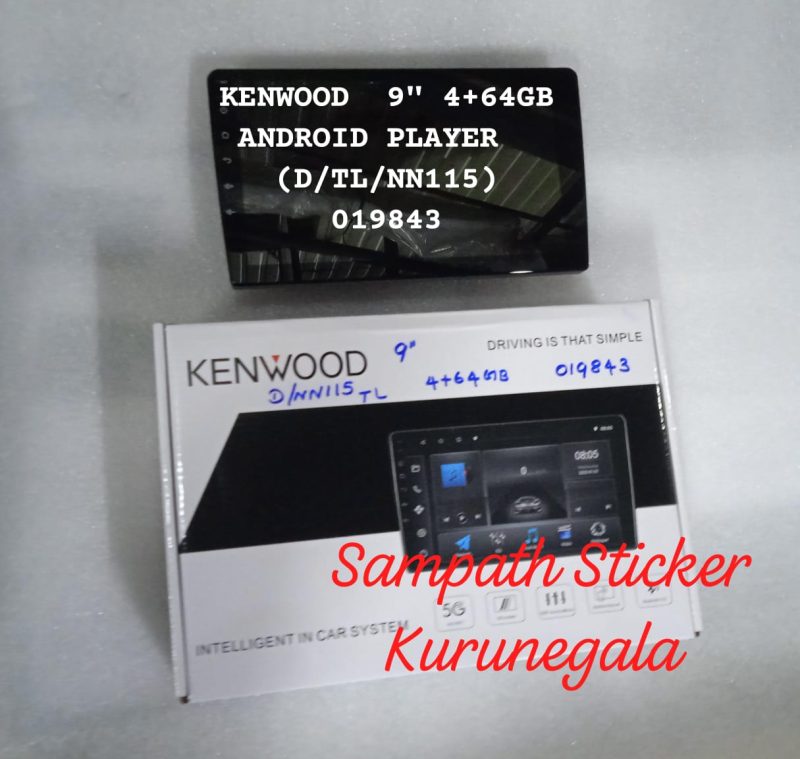 KENWOOD 9" 4+64GB
ANDROID PLAYER
(D/TL/NN115)
019843
KENWOOD
9"
DRIVING IS THAT SIMPLE
D/NN115 TL
4+64GB
019843
08:05
5G
INTELLIGENT IN CAR SYSTEM
Sampath Sticker
Kurunegala